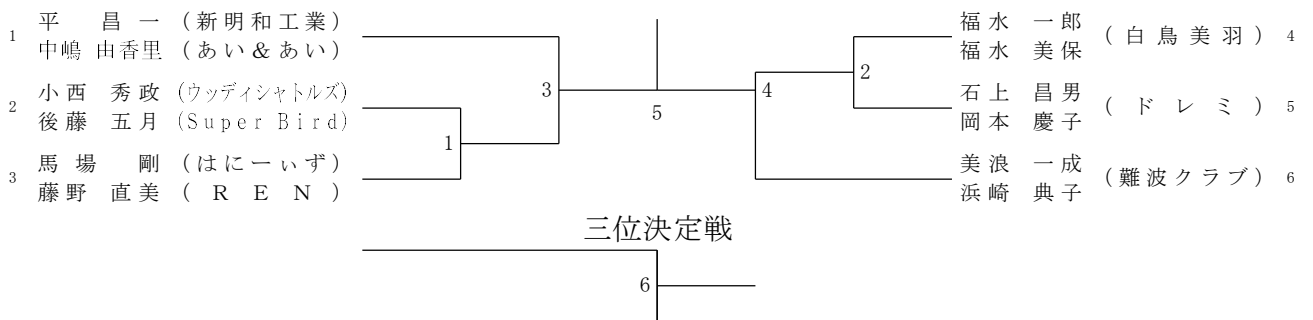 1 平 昌一 (新明和工業)
中嶋 由香里 (あい&あい)
2 小西 秀政 (ウッディシャトルズ)
後藤 五月 (Super Bird)
3 馬場 剛 (はにーぃず)
藤野 直美 (REN)
1
3
5
4
2
福水 一郎
福水 美保
(白鳥美羽) 4
石上 昌男
岡本 慶子
(ドレミ) 5
美浪 一成
浜崎 典子
(難波クラブ) 6
三位決定戦
6